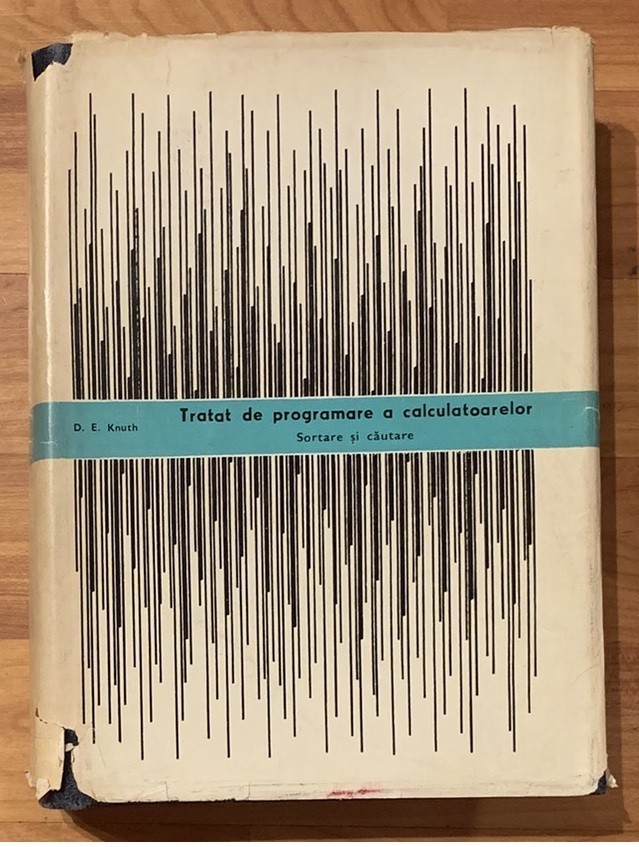 D. E. Knuth
Tratat de programare a calculatoarelor
Sortare și căutare